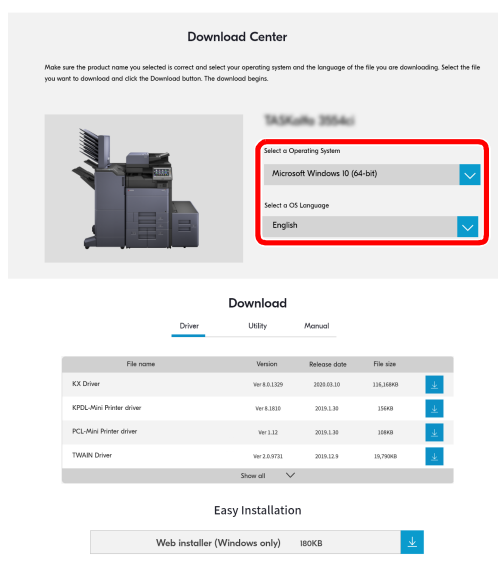 Download Center
Make sure the product name you selected is correct and select your operating system and the language of the file you are downloading. Select the file
you want to download and click the Download button. The download begins.
Select a Operating System
Microsoft Windows 10 (64-bit)
Select a OS Language
English
Download
Driver Utility Manual
File name Version Release date File size
KX Driver Ver 8.0.1329 2020.03.10 116,168KB
KPDL-Mini Printer driver Ver 8.1810 2019.1.30 156KB
PCL-Mini Printer driver Ver 1.12 2019.1.30 108KB
TWAIN Driver Ver 2.0.9731 2019.12.9 19,790KB
Show all
Easy Installation
Web installer (Windows only) 180KB